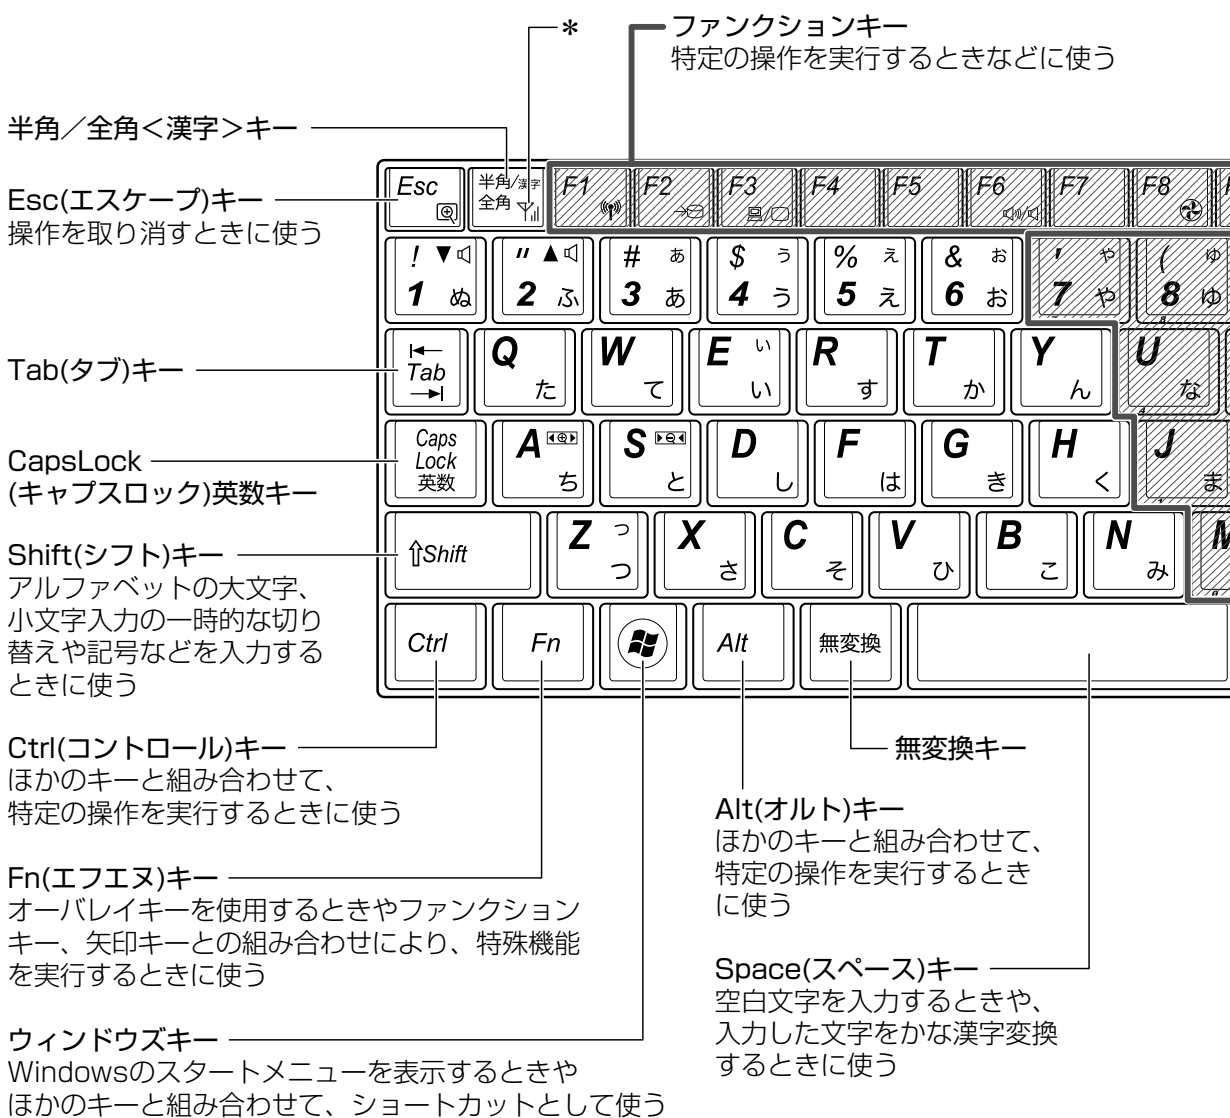 *
ファンクションキー
特定の操作を実行するときなどに使う
半角／全角＜漢字＞キー
Esc(エスケープ)キー
操作を取り消すときに使う
Esc 半角/漢字 全角 F1 F2 F3 F4 F5 F6 F7 F8
! ▼ " ▲ # ぁ $ ぅ % ぇ & ぉ ' ゃ ( ゅ
1 ぬ 2 ふ 3 あ 4 う 5 え 6 お 7 や 8 ゆ
Tab(タブ)キー
Tab Q た W て E ぃ い R す T か Y ん U な
CapsLock
(キャプスロック)英数キー
Caps Lock 英数 A ち S と D し F は G き H く J ま
Shift(シフト)キー
アルファベットの大文字、
小文字入力の一時的な切り
替えや記号などを入力する
ときに使う
⇧Shift Z っ つ X さ C そ V ひ B こ N み M
Ctrl Fn Alt 無変換
Ctrl(コントロール)キー
ほかのキーと組み合わせて、
特定の操作を実行するときに使う
無変換キー
Alt(オルト)キー
ほかのキーと組み合わせて、
特定の操作を実行するとき
に使う
Fn(エフエヌ)キー
オーバレイキーを使用するときやファンクション
キー、矢印キーとの組み合わせにより、特殊機能
を実行するときに使う
Space(スペース)キー
空白文字を入力するときや、
入力した文字をかな漢字変換
するときに使う
ウィンドウズキー
Windowsのスタートメニューを表示するときや
ほかのキーと組み合わせて、ショートカットとして使う